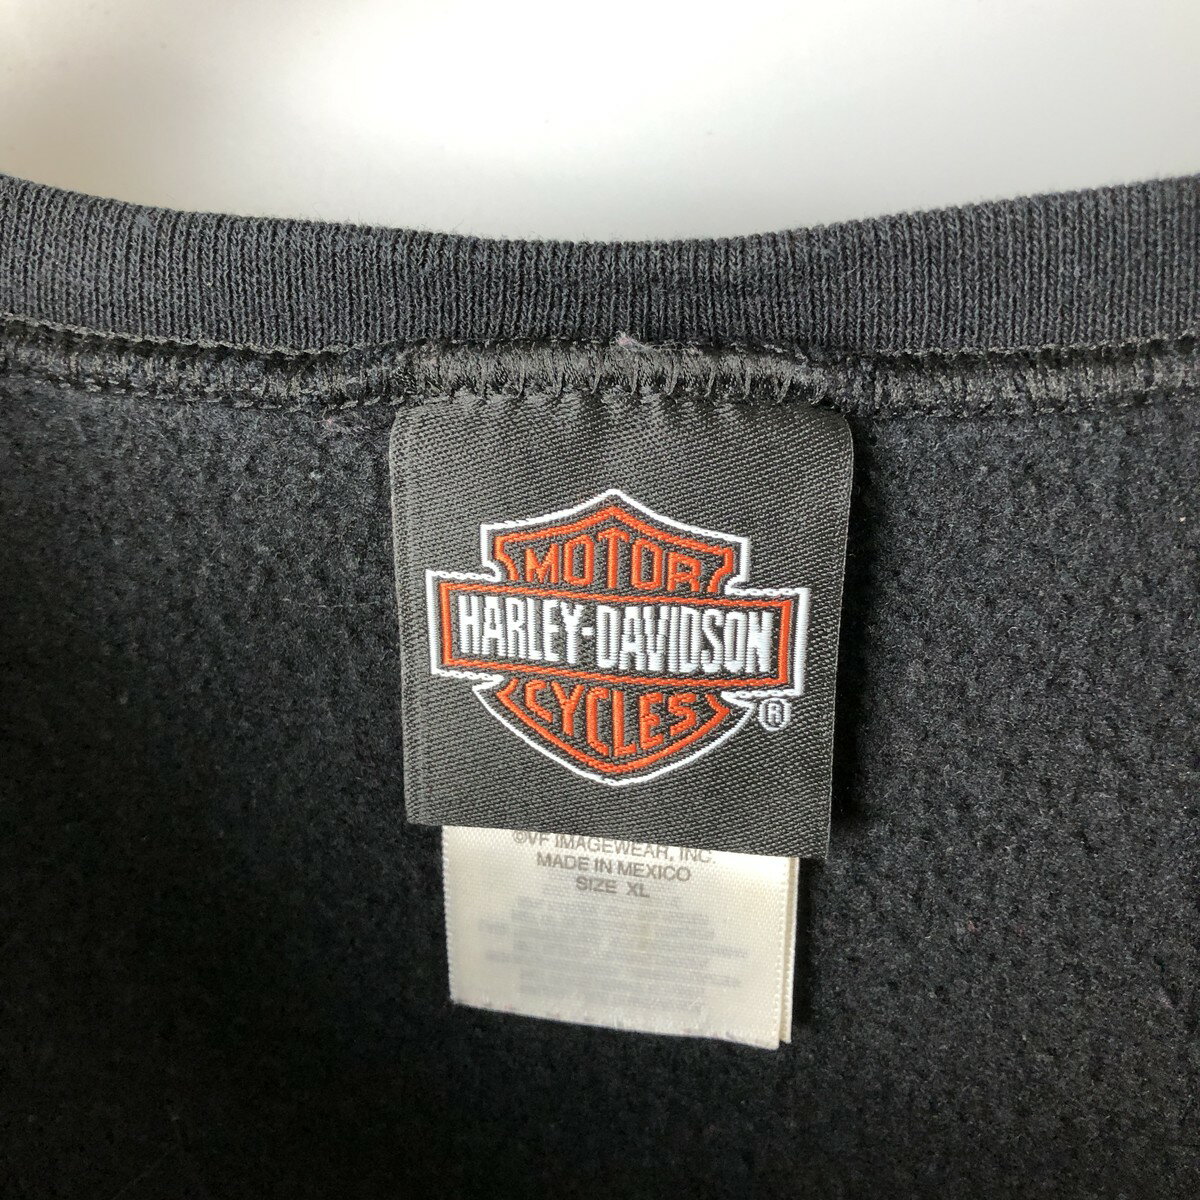 MOTOR
HARLEY-DAVIDSON
CYCLES
®
©VF IMAGEWEAR, INC.
MADE IN MEXICO
SIZE XL